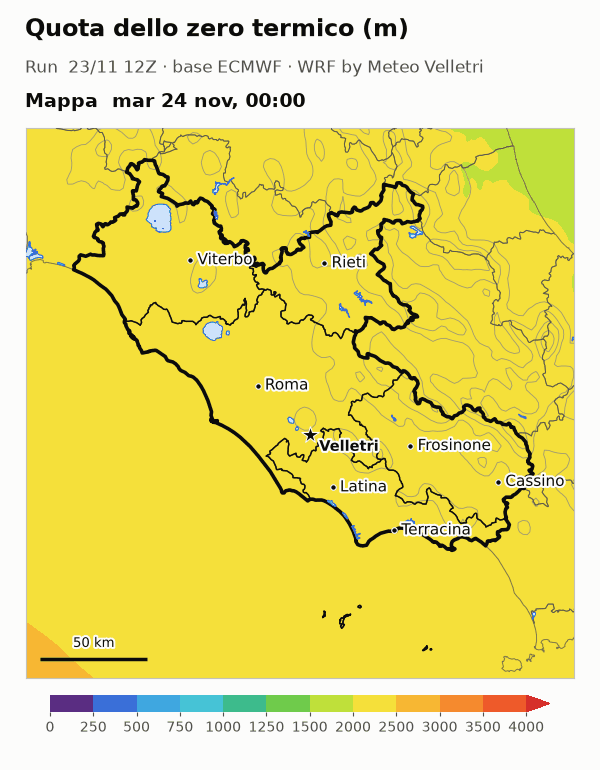 Quota dello zero termico (m)
Run  23/11 12Z · base ECMWF · WRF by Meteo Velletri
Mappa  mar 24 nov, 00:00
Viterbo
Rieti
Roma
Velletri
Frosinone
Latina
Cassino
Terracina
50 km
0 250 500 750 1000 1250 1500 2000 2500 3000 3500 4000